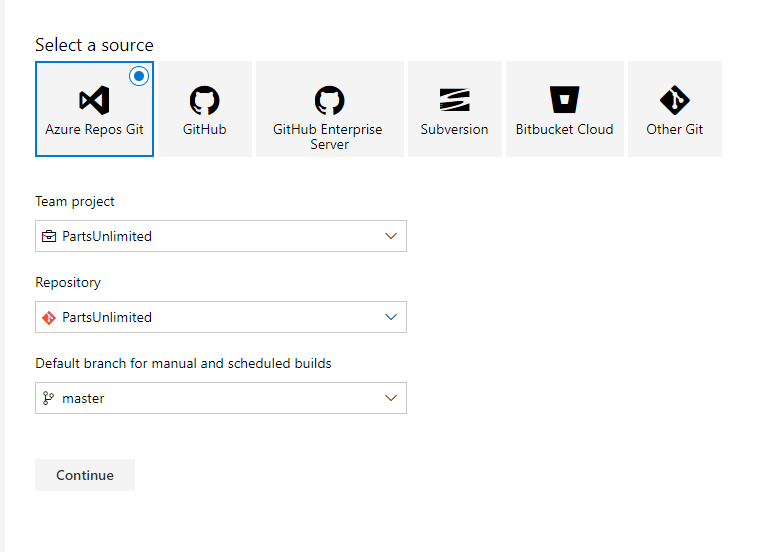 Select a source
Azure Repos Git
GitHub
GitHub Enterprise
Server
Subversion
Bitbucket Cloud
Other Git
Team project
PartsUnlimited
Repository
PartsUnlimited
Default branch for manual and scheduled builds
master
Continue